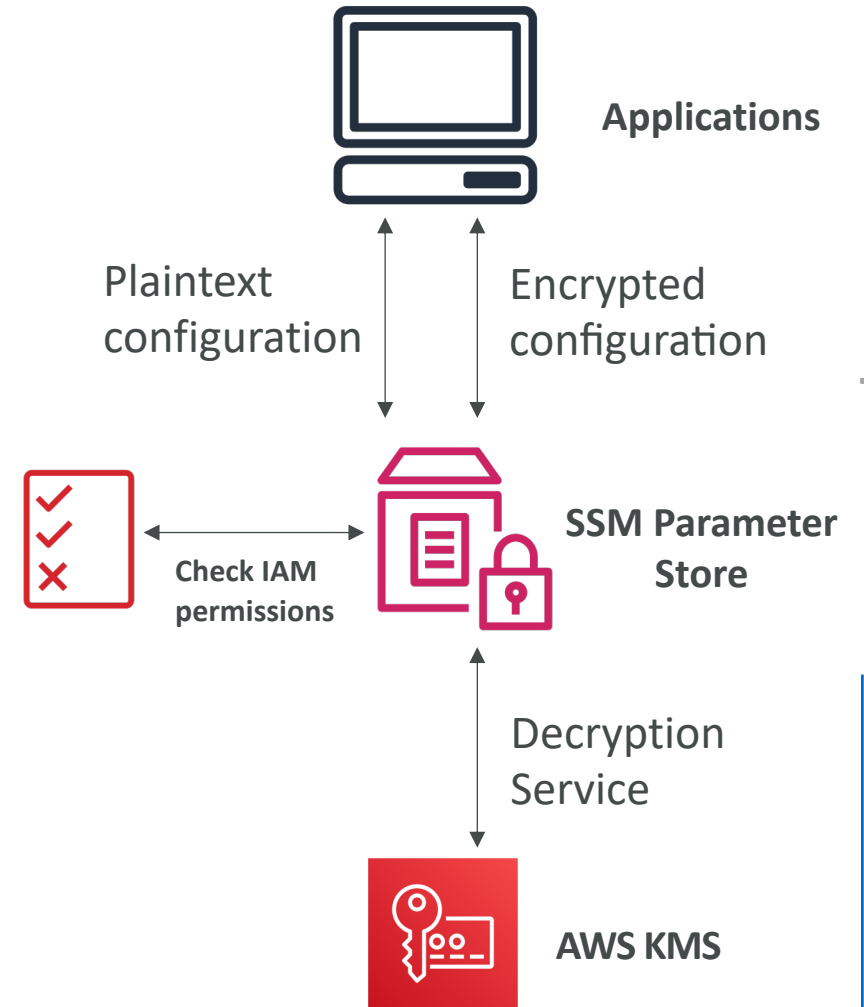 Applications
Plaintext
configuration
Encrypted
configuration
SSM Parameter
Store
Check IAM
permissions
Decryption
Service
AWS KMS